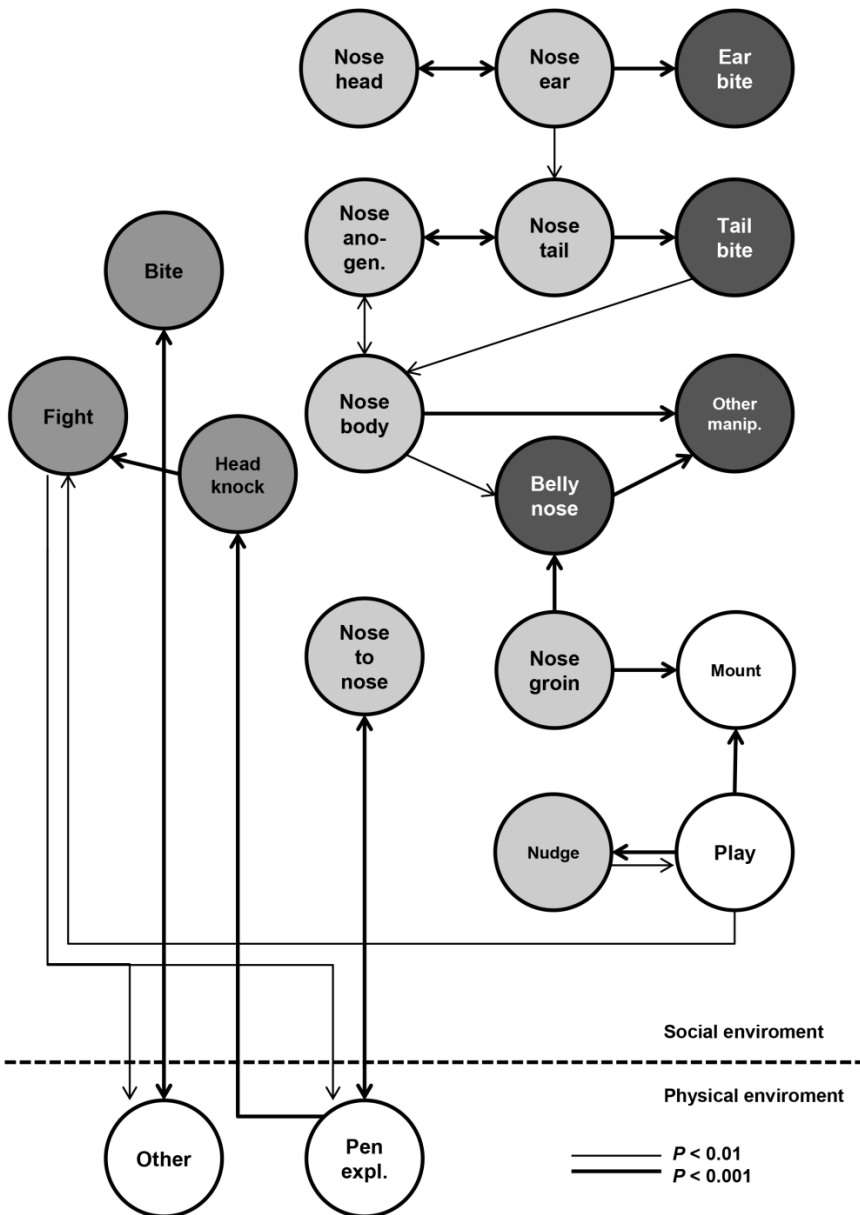 Nose
head
Nose
ear
Ear
bite
Nose
ano-
gen.
Nose
tail
Tail
bite
Bite
Fight
Head
knock
Nose
body
Other
manip.
Belly
nose
Nose
to
nose
Nose
groin
Mount
Nudge
Play
Social enviroment
Physical enviroment
Other
Pen
expl.
P < 0.01
P < 0.001